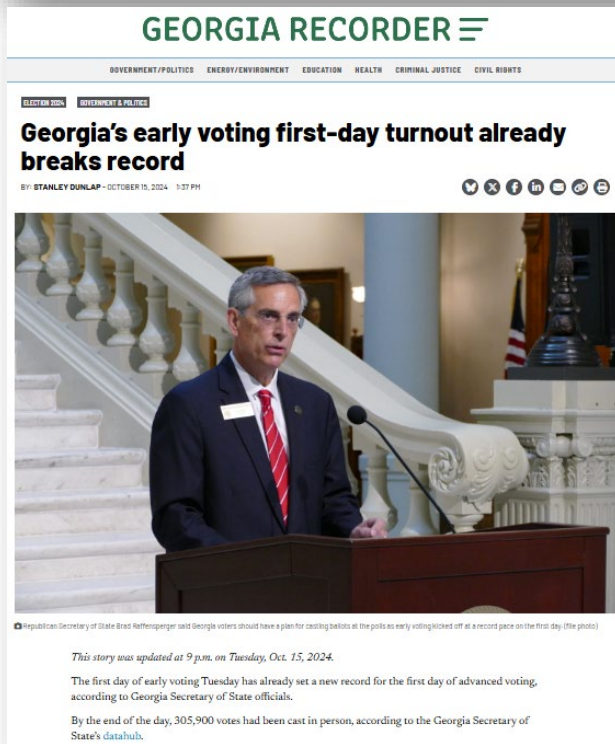 GEORGIA RECORDER
GOVERNMENT/POLITICS ENERGY/ENVIRONMENT EDUCATION HEALTH CRIMINAL JUSTICE CIVIL RIGHTS
ELECTION 2024 GOVERNMENT & POLITICS
Georgia’s early voting first-day turnout already
breaks record
BY: STANLEY DUNLAP - OCTOBER 15, 2024 1:37 PM
Republican Secretary of State Brad Raffensperger said Georgia voters should have a plan for casting ballots at the polls as early voting kicked off at a record pace on the first day. (file photo)
This story was updated at 9 p.m. on Tuesday, Oct. 15, 2024.
The first day of early voting Tuesday has already set a new record for the first day of advanced voting,
according to Georgia Secretary of State officials.
By the end of the day, 305,900 votes had been cast in person, according to the Georgia Secretary of
State’s datahub.